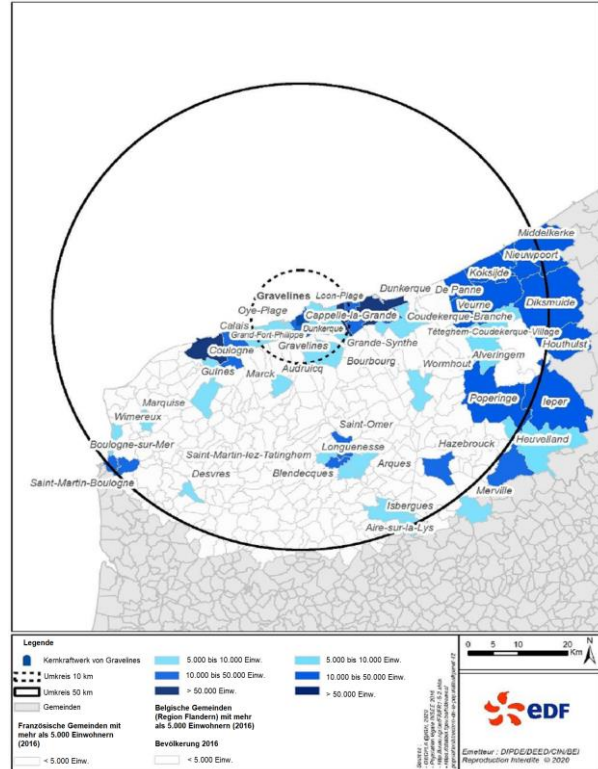 Middelkerke
Nieuwpoort
Koksijde
Dunkerque
De Panne
Gravelines
Loon-Plage
Diksmuide
Oye-Plage
Cappelle-la-Grande
Veurne
Coudekerque-Branche
Calais
Grand-Fort-Philippe
Dunkerque
Téteghem-Coudekerque-Village
Houthulst
Coulogne
Gravelines
Grande-Synthe
Alveringem
Guînes
Marck
Audruicq
Bourbourg
Wormhout
Poperinge
Ieper
Marquise
Wimereux
Saint-Omer
Heuvelland
Boulogne-sur-Mer
Longuenesse
Hazebrouck
Saint-Martin-lez-Tatinghem
Arques
Saint-Martin-Boulogne
Desvres
Blendecques
Merville
Isbergues
Aire-sur-la-Lys
Legende
Kernkraftwerk von Gravelines
Umkreis 10 km
Umkreis 50 km
Gemeinden
Französische Gemeinden mit
mehr als 5.000 Einwohnern
(2016)
< 5.000 Einw.
5.000 bis 10.000 Einw.
10.000 bis 50.000 Einw.
> 50.000 Einw.
Belgische Gemeinden
(Region Flandern) mit mehr
als 5.000 Einwohnern (2016)
Bevölkerung 2016
< 5.000 Einw.
5.000 bis 10.000 Einw.
10.000 bis 50.000 Einw.
> 50.000 Einw.
0 10 20
Km
N
edf
Emetteur : DIPDE/DEED/CIN/BEI
Reproduction Interdite © 2020